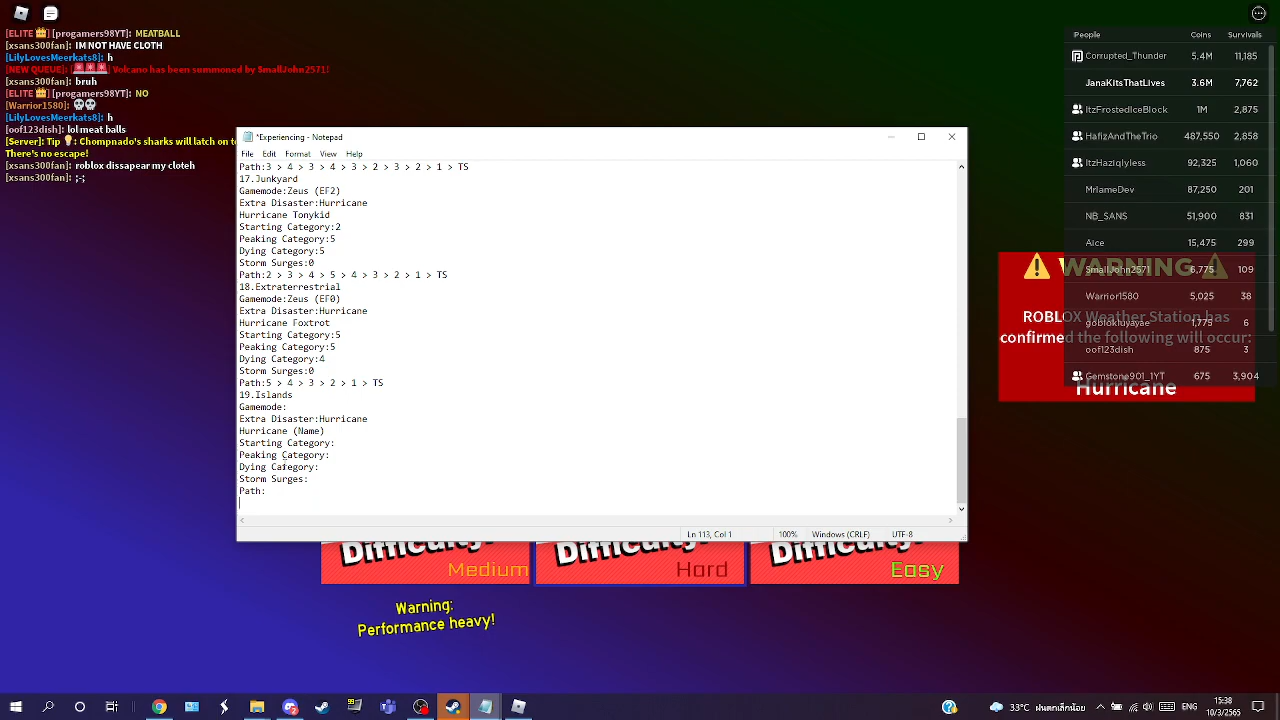 [ELITE 👑] [progamers98YT]: MEATBALL
[xsans300fan]: IM NOT HAVE CLOTH
[LilyLovesMeerkats8]: h
[NEW QUEUE]: [🚨🚨🚨] Volcano has been summoned by SmallJohn2571!
[xsans300fan]: bruh
[ELITE 👑] [progamers98YT]: NO
[Warrior1580]: 💀💀
[LilyLovesMeerkats8]: h
[oof123dish]: lol meat balls
[Server]: Tip 💡: Chompnado's sharks will latch on to
There's no escape!
[xsans300fan]: roblox dissapear my cloteh
[xsans300fan]: ;-;
*Experiencing - Notepad
File Edit Format View Help
Path:3 > 4 > 3 > 4 > 3 > 2 > 3 > 2 > 1 > TS
17.Junkyard
Gamemode:Zeus (EF2)
Extra Disaster:Hurricane
Hurricane Tonykid
Starting Category:2
Peaking Category:5
Dying Category:5
Storm Surges:0
Path:2 > 3 > 4 > 5 > 4 > 3 > 2 > 1 > TS
18.Extraterrestrial
Gamemode:Zeus (EF0)
Extra Disaster:Hurricane
Hurricane Foxtrot
Starting Category:5
Peaking Category:5
Dying Category:4
Storm Surges:0
Path:5 > 4 > 3 > 2 > 1 > TS
19.Islands
Gamemode:
Extra Disaster:Hurricane
Hurricane (Name)
Starting Category:
Peaking Category:
Dying Category:
Storm Surges:
Path:
Ln 113, Col 1 100% Windows (CRLF) UTF-8
People Coins Survivals
Corrupted_Thunder 5.4M 7,762
JanaKItsThatLives 3.6M 7,762
ItzFrostedIceBlock 1M 2,875
HafizAndTheTrio 2,858
ItzHaziqlyless 92,325 1,060
MrlameDev 87,250 201
NB_SANS 51,900 831
Alce 15,475 299
SmallJohn2571 6,775 109
Warrior1580 5,025 38
goblokluyayae 1,775 6
oof123dish 875 3
Gemstone901_1YT 675 3,904
⚠ WARNING ⚠
ROBLOX Weather Station has
confirmed the following will occur:
Hurricane
Difficulty: Difficulty: Difficulty:
Medium Hard Easy
Warning:
Performance heavy!
33°C ENG 15:38
10/3/2565